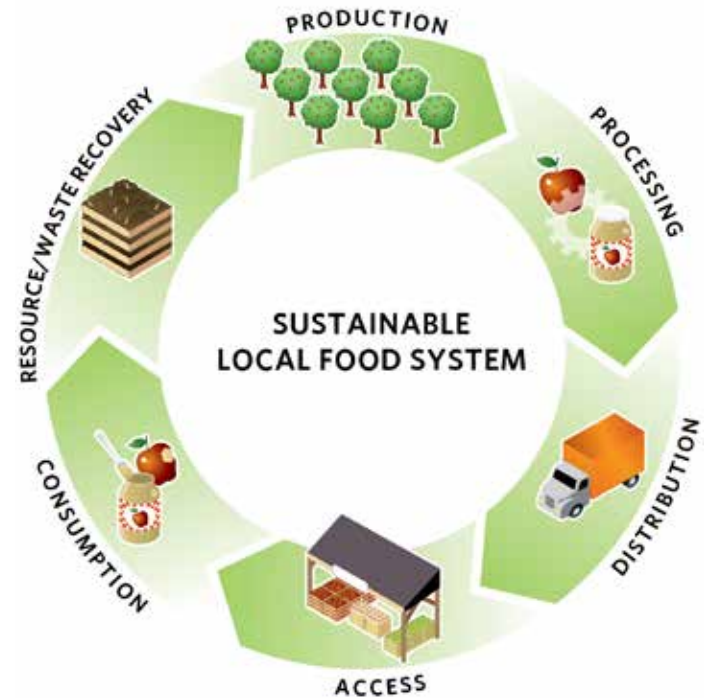 PRODUCTION
PROCESSING
DISTRIBUTION
ACCESS
CONSUMPTION
RESOURCE/WASTE RECOVERY
SUSTAINABLE
LOCAL FOOD SYSTEM